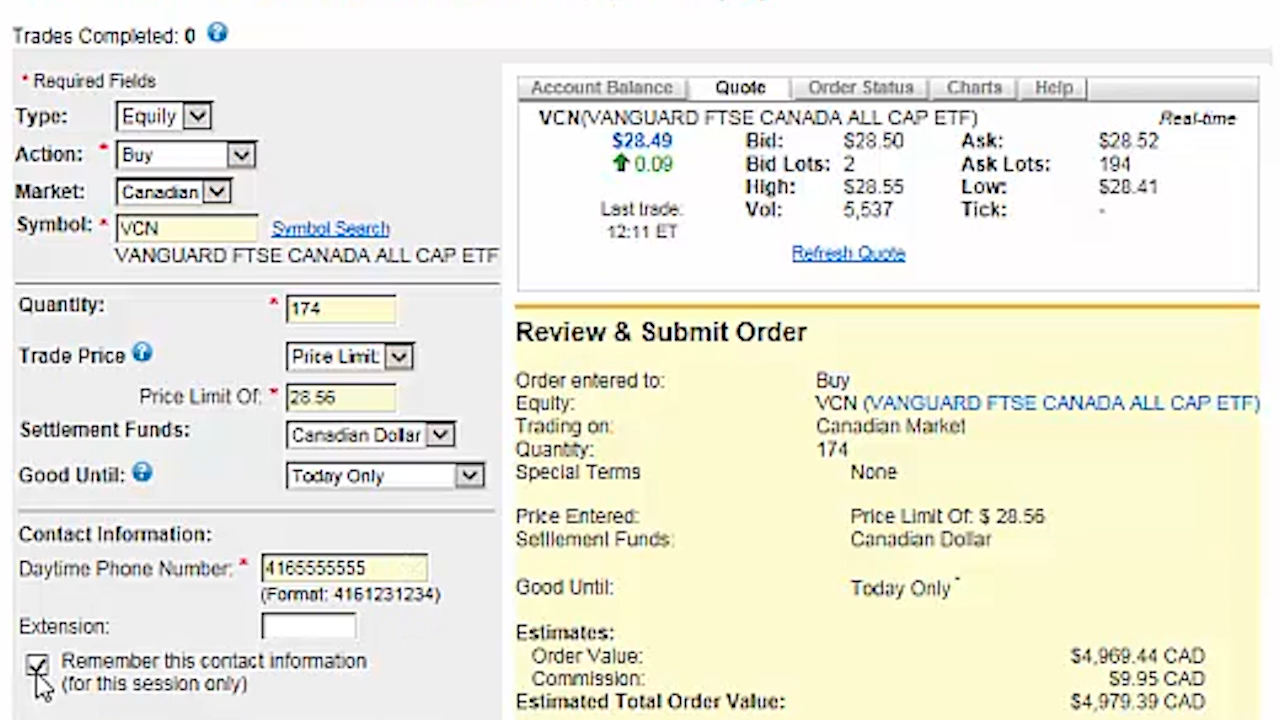 Trades Completed: 0 ?
* Required Fields
Type: Equity
Action: * Buy
Market: Canadian
Symbol: * VCN Symbol Search
VANGUARD FTSE CANADA ALL CAP ETF
Quantity: * 174
Trade Price ? Price Limit
Price Limit Of: * 28.56
Settlement Funds: Canadian Dollar
Good Until: ? Today Only
Contact Information:
Daytime Phone Number: * 4165555555
(Format: 4161231234)
Extension:
Remember this contact information
(for this session only)
Account Balance Quote Order Status Charts Help
VCN(VANGUARD FTSE CANADA ALL CAP ETF) Real-time
$28.49 Bid: $28.50 Ask: $28.52
0.09 Bid Lots: 2 Ask Lots: 194
High: $28.55 Low: $28.41
Last trade: Vol: 5,537 Tick: -
12:11 ET
Refresh Quote
Review & Submit Order
Order entered to: Buy
Equity: VCN (VANGUARD FTSE CANADA ALL CAP ETF)
Trading on: Canadian Market
Quantity: 174
Special Terms None
Price Entered: Price Limit Of: $ 28.56
Settlement Funds: Canadian Dollar
Good Until: Today Only
Estimates:
Order Value: $4,969.44 CAD
Commission: $9.95 CAD
Estimated Total Order Value: $4,979.39 CAD